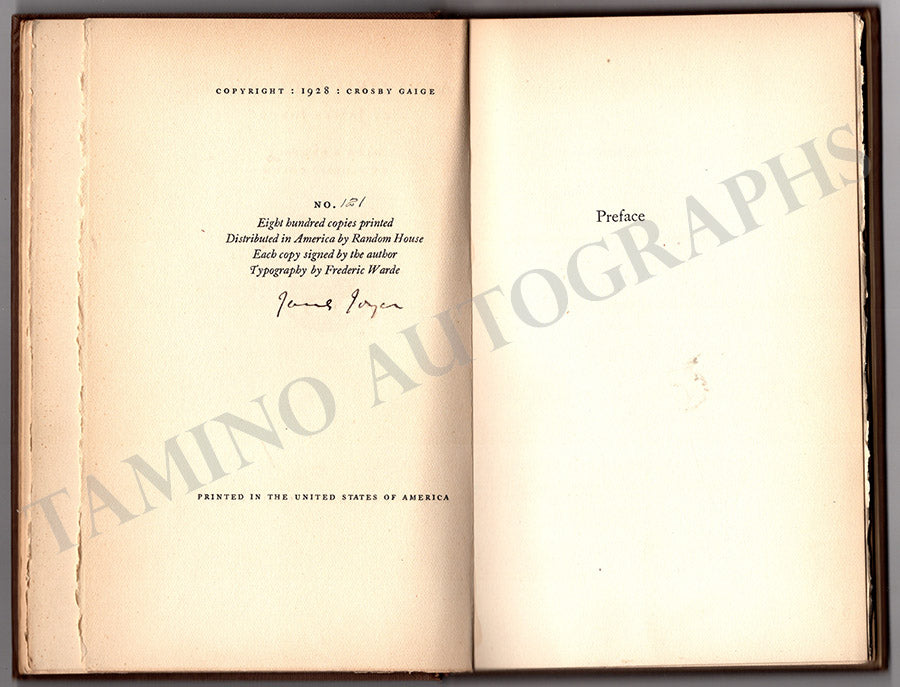 COPYRIGHT : 1928 : CROSBY GAIGE
NO. 181
Eight hundred copies printed
Distributed in America by Random House
Each copy signed by the author
Typography by Frederic Warde
James Joyce
PRINTED IN THE UNITED STATES OF AMERICA
Preface
TAMINO AUTOGRAPHS